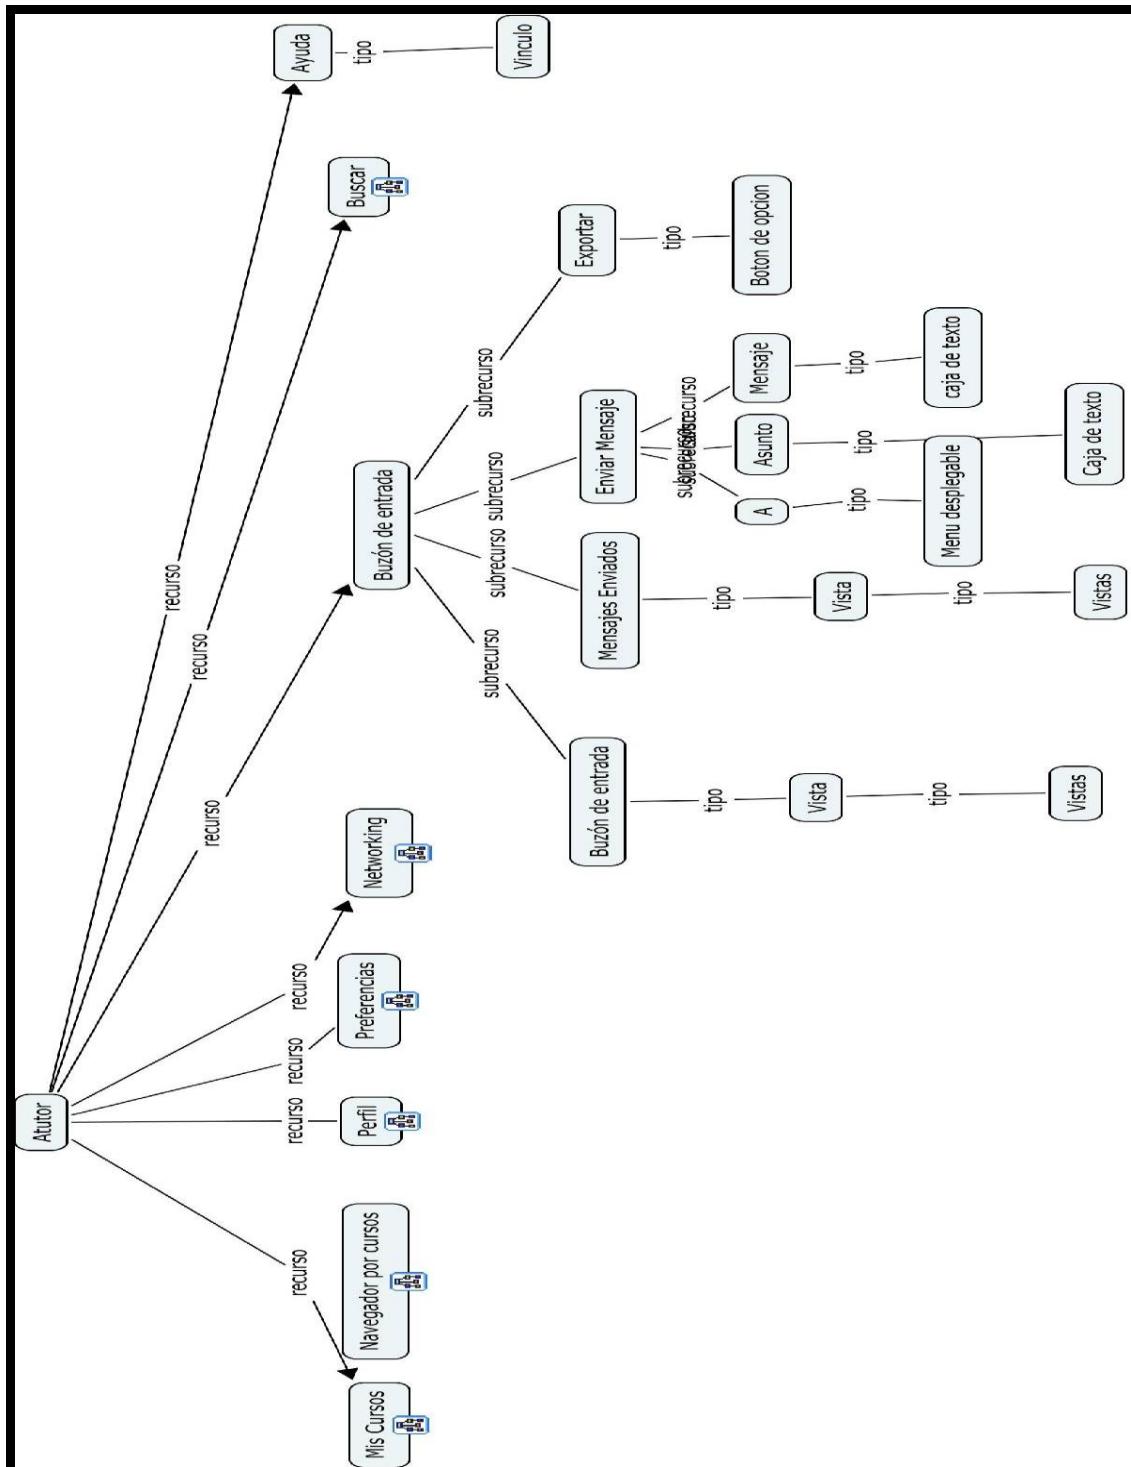 Atutor
recurso
recurso
recurso
recurso
recurso
recurso
recurso
Mis Cursos
Navegador por cursos
Perfil
Preferencias
Networking
Buzón de entrada
Buscar
Ayuda
tipo
Vinculo
subrecurso
subrecurso
subrecurso
subrecurso
Buzón de entrada
Mensajes Enviados
Enviar Mensaje
Exportar
subrecurso
subrecurso
subrecurso
tipo
tipo
tipo
Vista
Vista
A
Asunto
Mensaje
Boton de opcion
tipo
tipo
tipo
tipo
tipo
Vistas
Vistas
Menu desplegable
Caja de texto
caja de texto